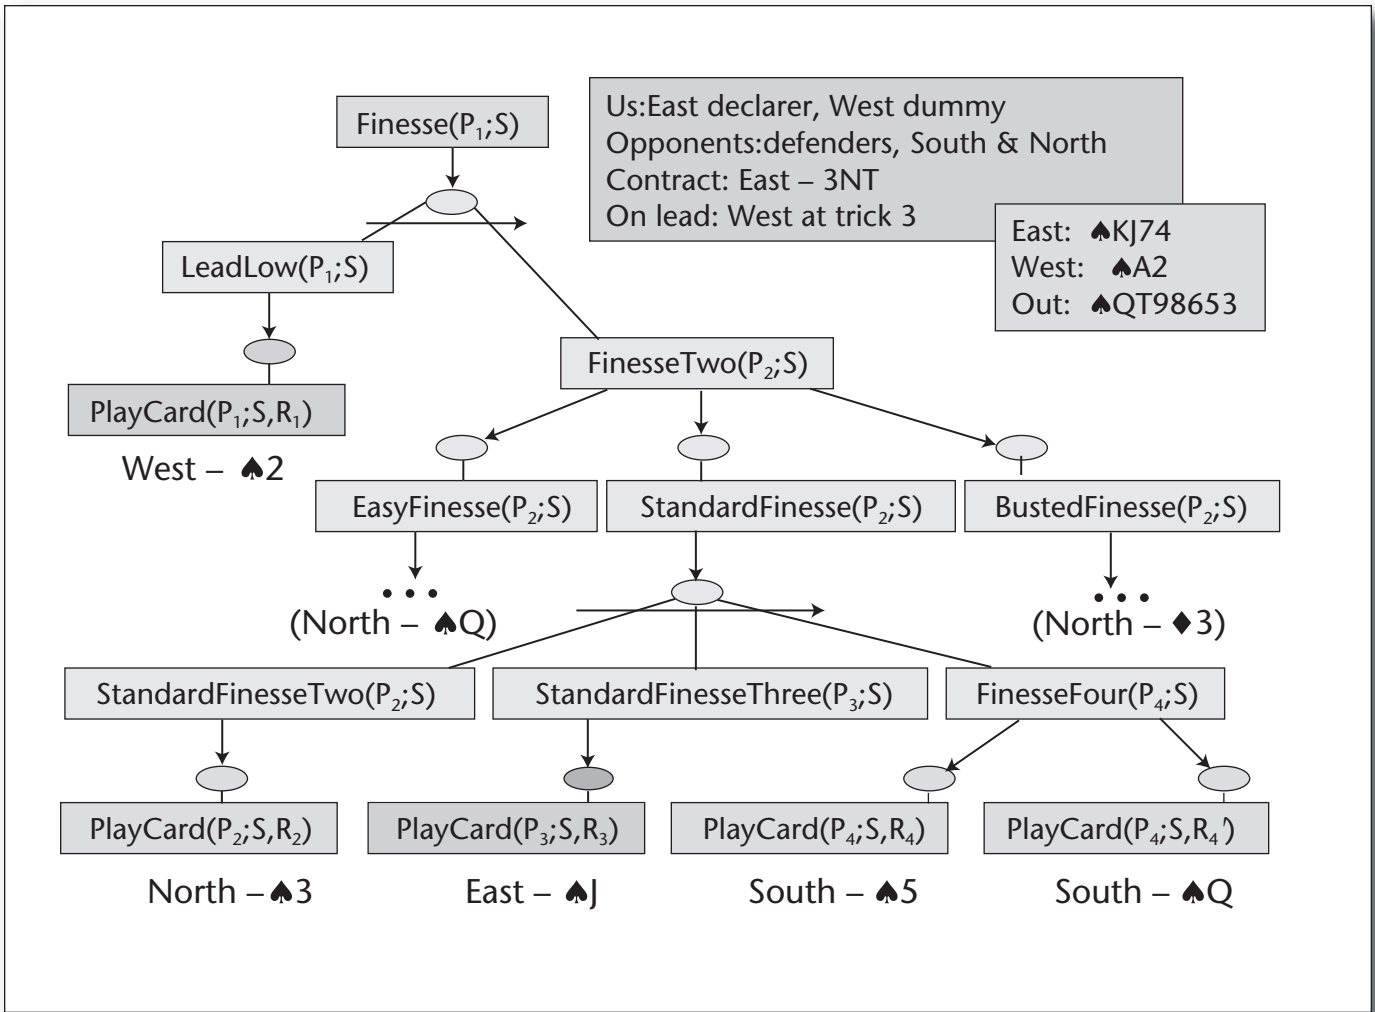 Finesse(P₁;S)
Us:East declarer, West dummy
Opponents:defenders, South & North
Contract: East – 3NT
On lead: West at trick 3
East: ♠KJ74
West: ♠A2
Out: ♠QT98653
LeadLow(P₁;S)
FinesseTwo(P₂;S)
PlayCard(P₁;S,R₁)
West – ♠2
EasyFinesse(P₂;S)
StandardFinesse(P₂;S)
BustedFinesse(P₂;S)
• • •
(North – ♠Q)
• • •
(North – ♦3)
StandardFinesseTwo(P₂;S)
StandardFinesseThree(P₃;S)
FinesseFour(P₄;S)
PlayCard(P₂;S,R₂)
PlayCard(P₃;S,R₃)
PlayCard(P₄;S,R₄)
PlayCard(P₄;S,R₄')
North – ♠3
East – ♠J
South – ♠5
South – ♠Q